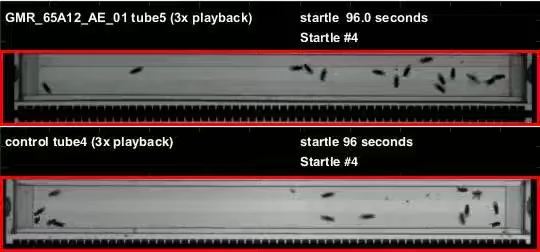 GMR_65A12_AE_01 tube5 (3x playback)
startle  96.0 seconds
Startle #4
control tube4 (3x playback)
startle 96 seconds
Startle #4